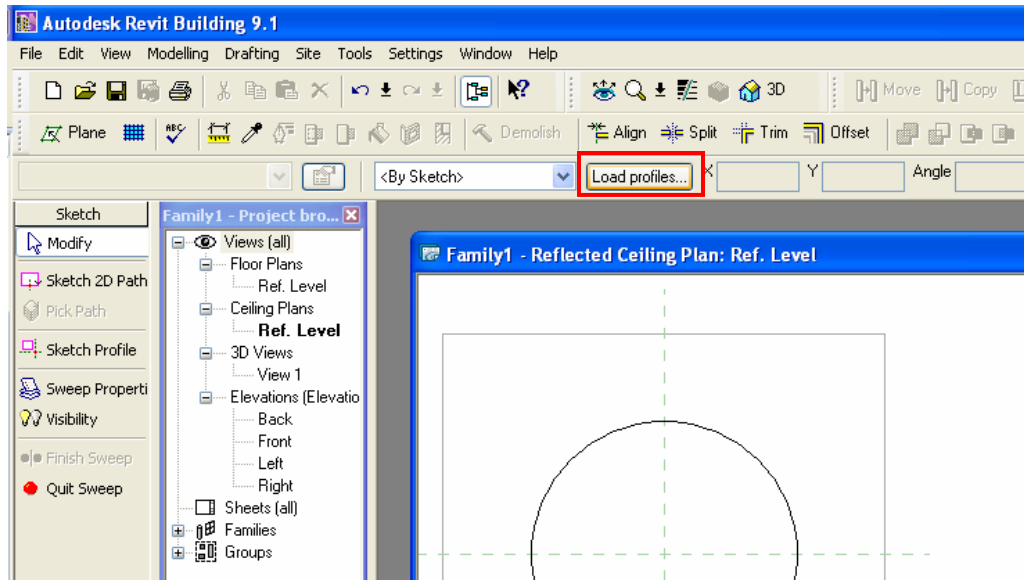 Autodesk Revit Building 9.1
File Edit View Modelling Drafting Site Tools Settings Window Help
3D Move Copy
Plane ABC Demolish Align Split Trim Offset
<By Sketch> Load profiles... X Y Angle
Sketch
Modify
Sketch 2D Path
Pick Path
Sketch Profile
Sweep Properti
Visibility
Finish Sweep
Quit Sweep
Family1 - Project bro...
Views (all)
Floor Plans
Ref. Level
Ceiling Plans
Ref. Level
3D Views
View 1
Elevations (Elevatio
Back
Front
Left
Right
Sheets (all)
Families
Groups
Family1 - Reflected Ceiling Plan: Ref. Level